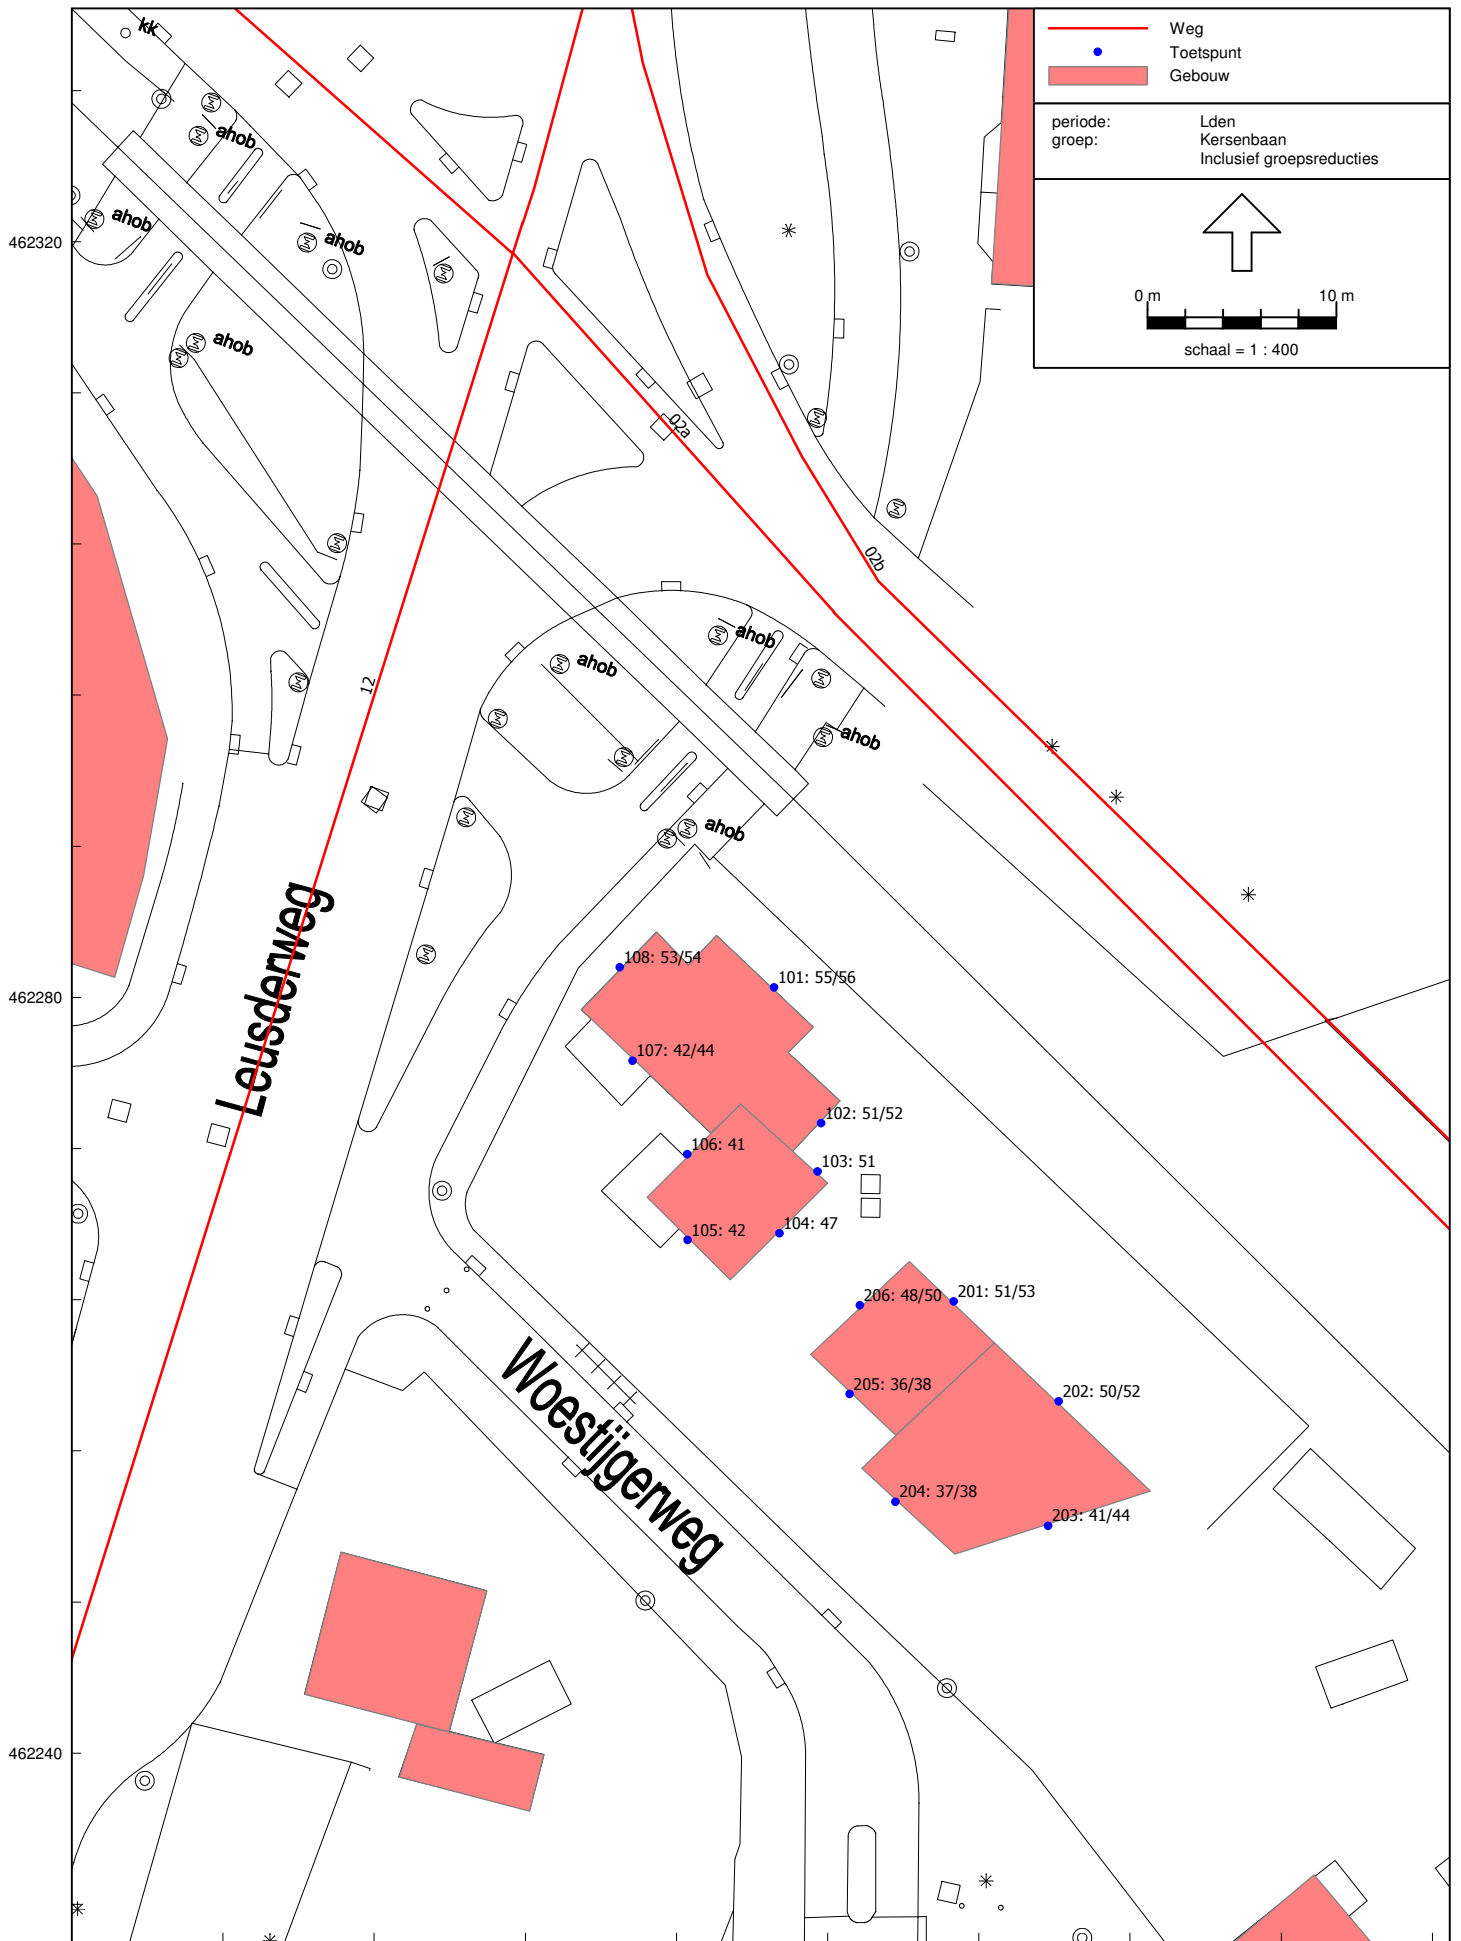 kk
Weg
Toetspunt
Gebouw
periode: Lden
groep: Kersenbaan
Inclusief groepsreducties
ahob
ahob
ahob
462320
0 m 10 m
schaal = 1 : 400
ahob
02a
02b
ahob
ahob
12
ahob
ahob
Leusderweg
108: 53/54
101: 55/56
462280
107: 42/44
102: 51/52
106: 41
103: 51
105: 42
104: 47
206: 48/50
201: 51/53
Woestijgerweg
205: 36/38
202: 50/52
204: 37/38
203: 41/44
462240